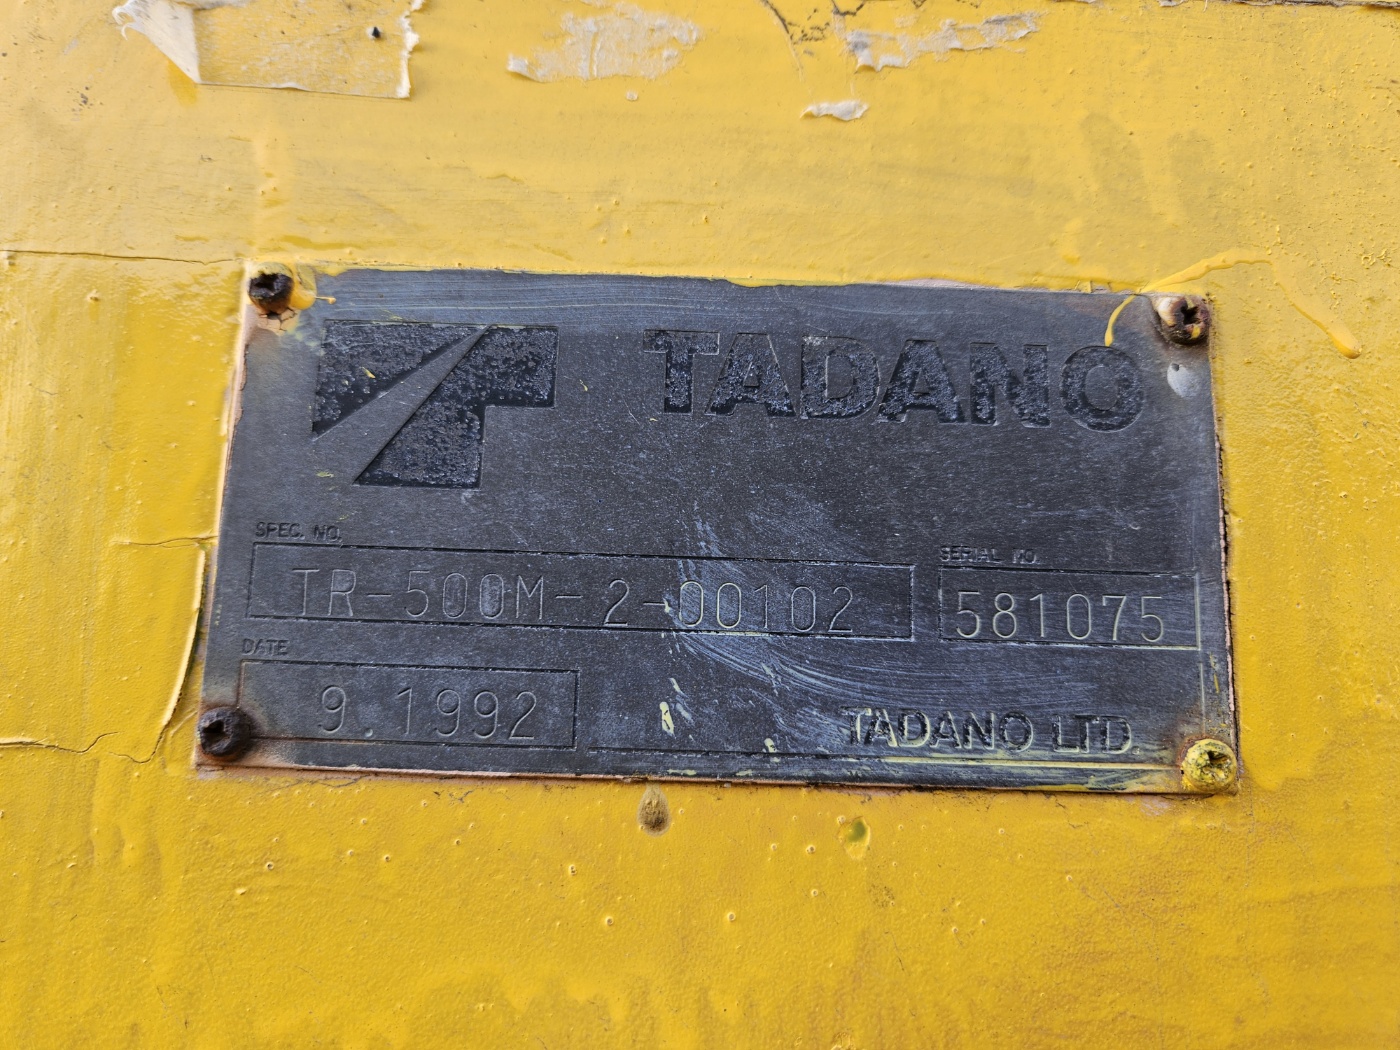 TADANO
SPEC. NO.
SERIAL NO.
TR-500M-2-00102
581075
DATE
9.1992
TADANO LTD.